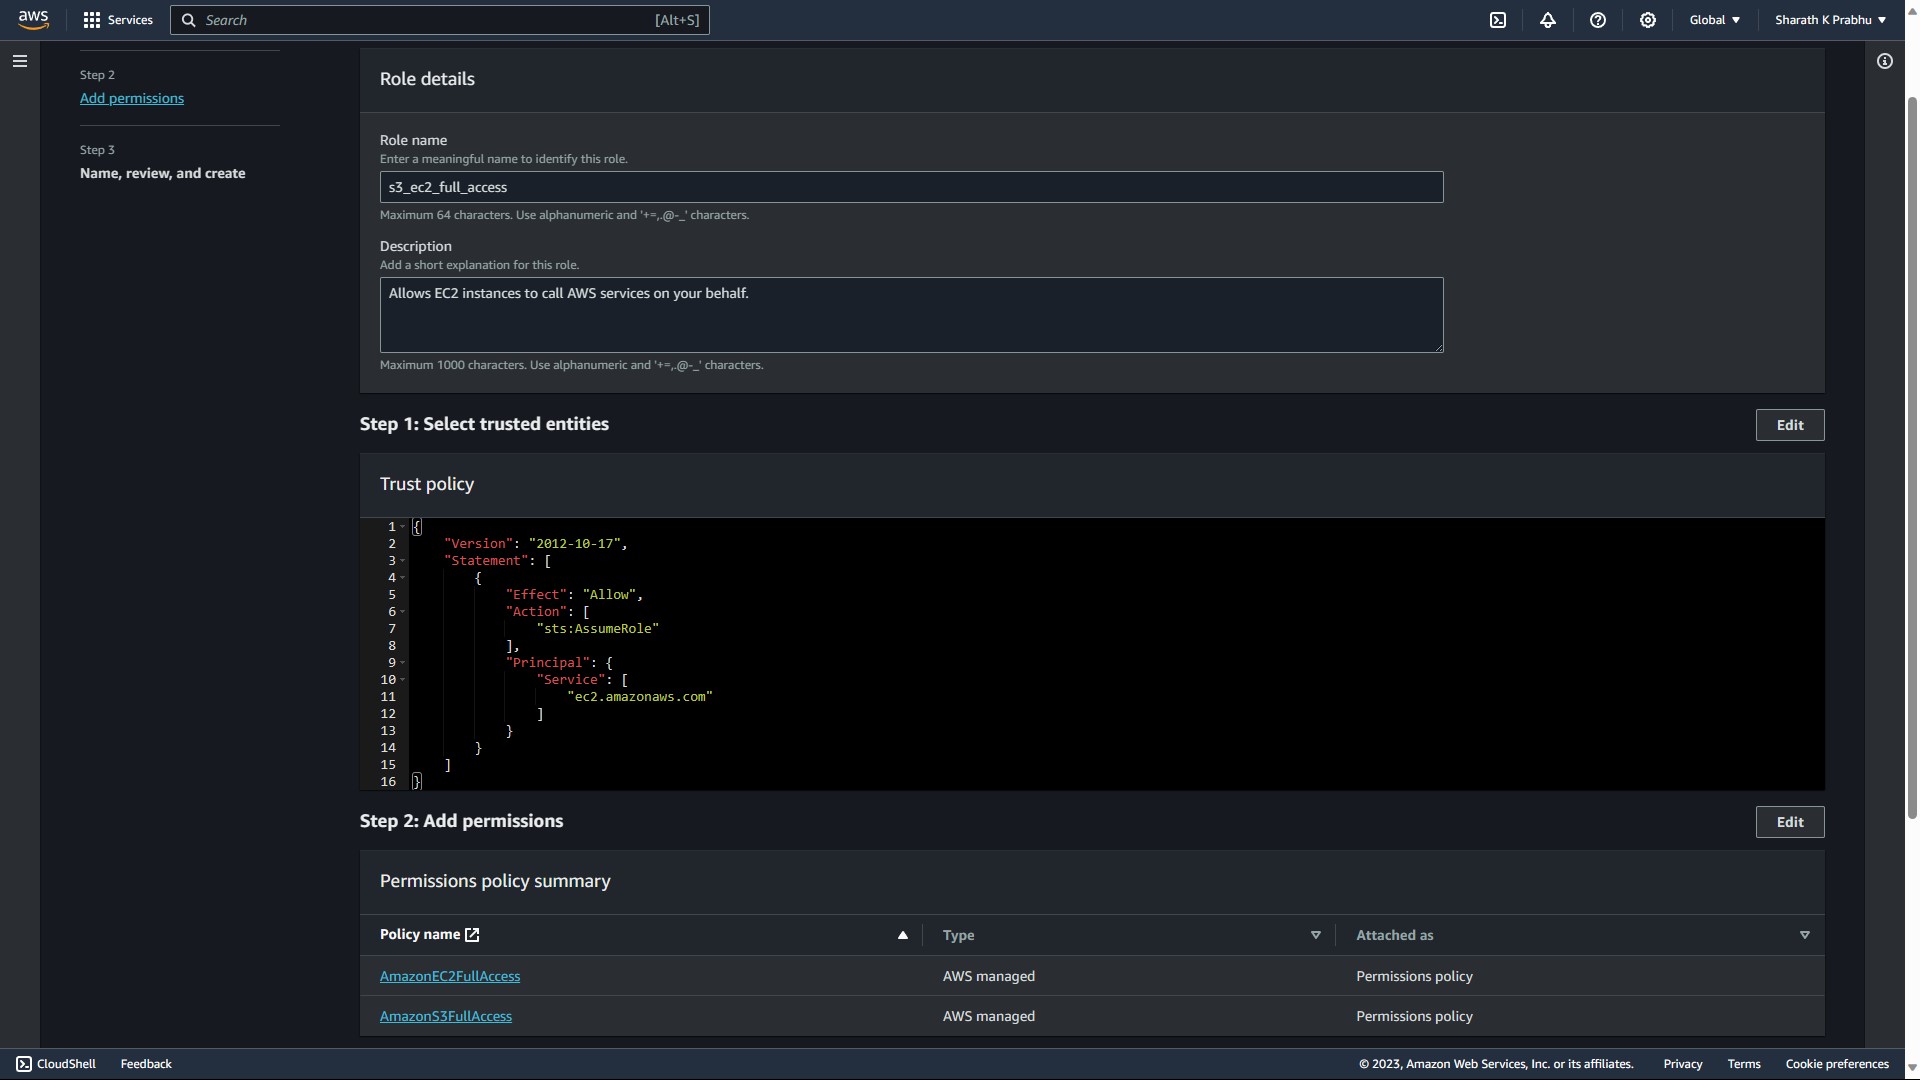 aws Services Search [Alt+S] Global Sharath K Prabhu
Step 2
Add permissions
Step 3
Name, review, and create
Role details
Role name
Enter a meaningful name to identify this role.
s3_ec2_full_access
Maximum 64 characters. Use alphanumeric and '+=,.@-_' characters.
Description
Add a short explanation for this role.
Allows EC2 instances to call AWS services on your behalf.
Maximum 1000 characters. Use alphanumeric and '+=,.@-_' characters.
Step 1: Select trusted entities Edit
Trust policy
1 {
2 "Version": "2012-10-17",
3 "Statement": [
4 {
5 "Effect": "Allow",
6 "Action": [
7 "sts:AssumeRole"
8 ],
9 "Principal": {
10 "Service": [
11 "ec2.amazonaws.com"
12 ]
13 }
14 }
15 ]
16 }
Step 2: Add permissions Edit
Permissions policy summary
Policy name Type Attached as
AmazonEC2FullAccess AWS managed Permissions policy
AmazonS3FullAccess AWS managed Permissions policy
CloudShell Feedback © 2023, Amazon Web Services, Inc. or its affiliates. Privacy Terms Cookie preferences